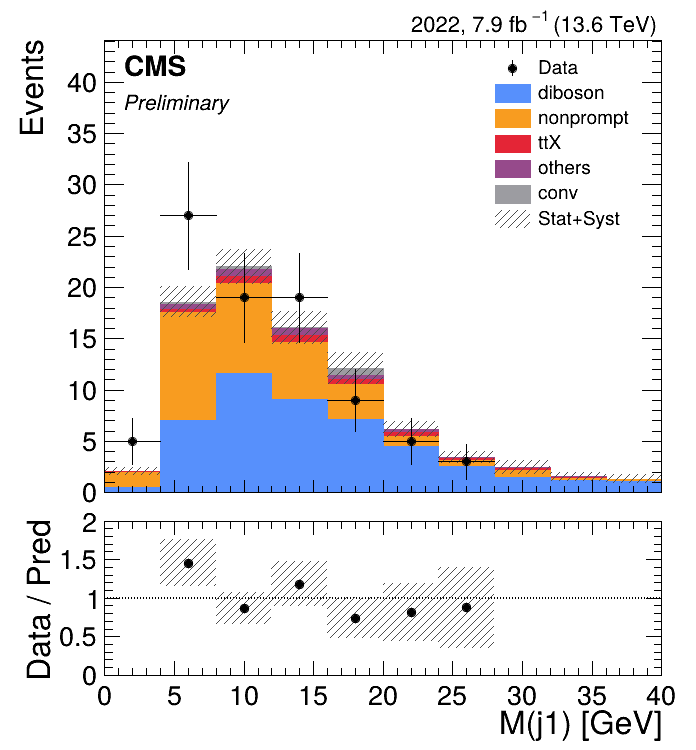 2022, 7.9 fb⁻¹ (13.6 TeV)
Events
CMS
Preliminary
Data
diboson
nonprompt
ttX
others
conv
Stat+Syst
40
35
30
25
20
15
10
5
0
Data / Pred
2
1.5
1
0.5
0
0 5 10 15 20 25 30 35 40
M(j1) [GeV]